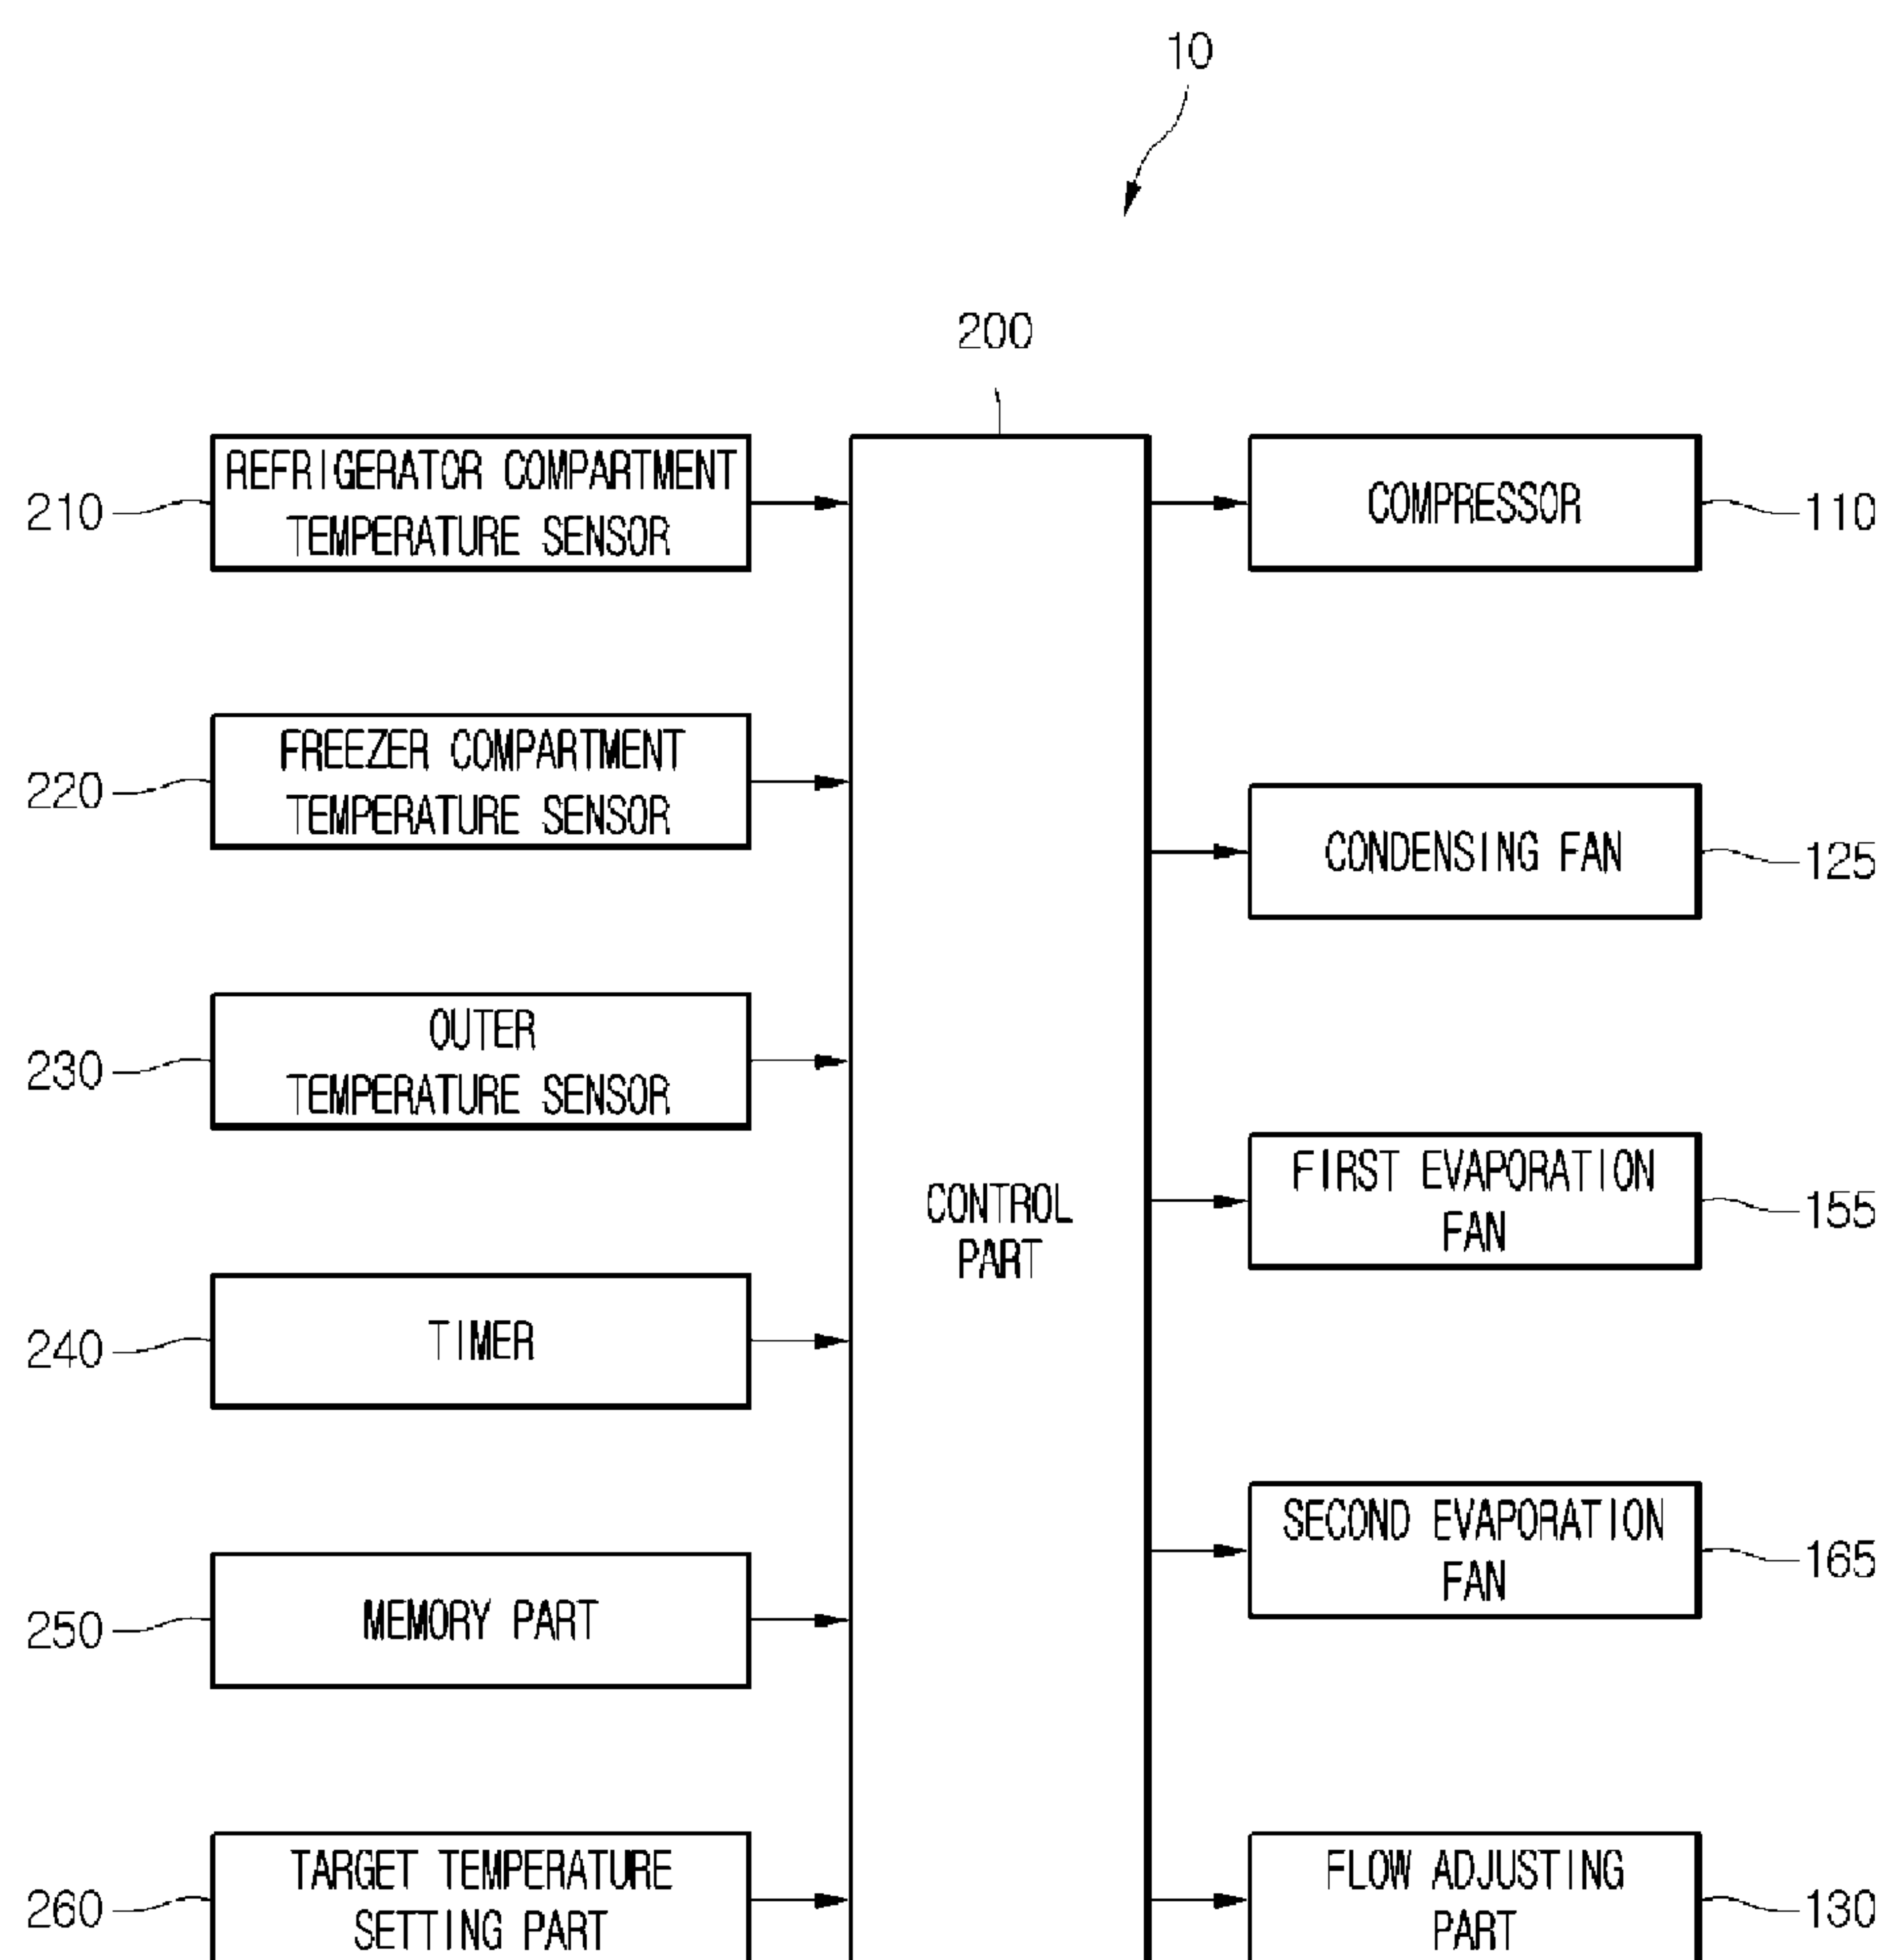 10
200
210
REFRIGERATOR COMPARTMENT
TEMPERATURE SENSOR
220
FREEZER COMPARTMENT
TEMPERATURE SENSOR
230
OUTER
TEMPERATURE SENSOR
240
TIMER
250
MEMORY PART
260
TARGET TEMPERATURE
SETTING PART
CONTROL
PART
COMPRESSOR
110
CONDENSING FAN
125
FIRST EVAPORATION
FAN
155
SECOND EVAPORATION
FAN
165
FLOW ADJUSTING
PART
130